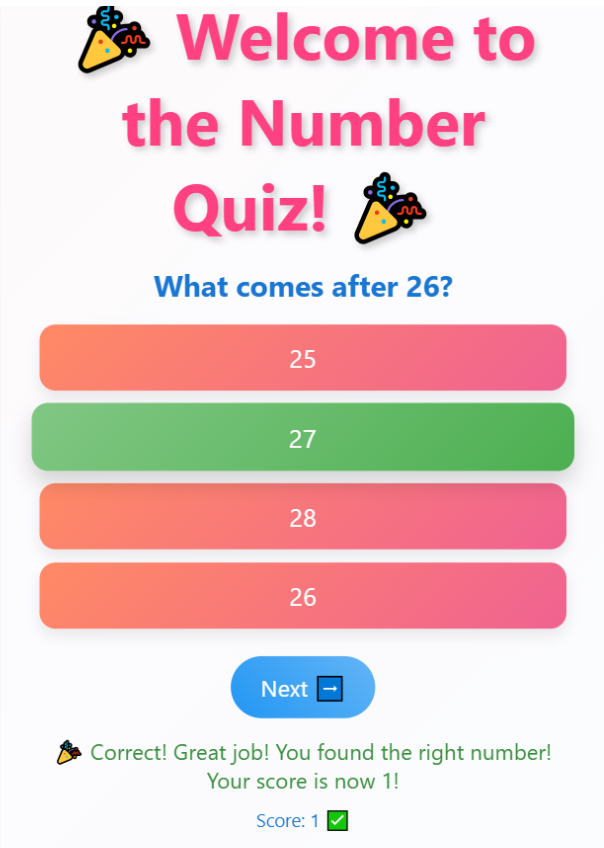 🎉 Welcome to
the Number
Quiz! 🎉
What comes after 26?
25
27
28
26
Next ➡️
🎉 Correct! Great job! You found the right number!
Your score is now 1!
Score: 1 ✅